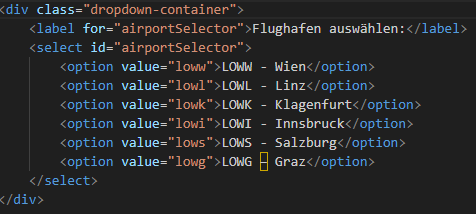 <div class="dropdown-container">
<label for="airportSelector">Flughafen auswählen:</label>
<select id="airportSelector">
<option value="loww">LOWW - Wien</option>
<option value="lowl">LOWL - Linz</option>
<option value="lowk">LOWK - Klagenfurt</option>
<option value="lowi">LOWI - Innsbruck</option>
<option value="lows">LOWS - Salzburg</option>
<option value="lowg">LOWG - Graz</option>
</select>
</div>